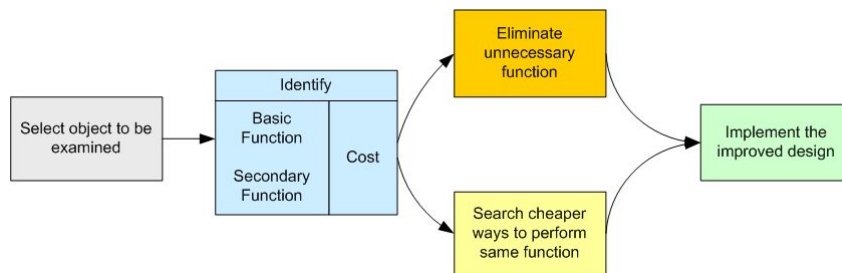 Select object to be
examined
Identify
Basic
Function
Secondary
Function
Cost
Eliminate
unnecessary
function
Search cheaper
ways to perform
same function
Implement the
improved design